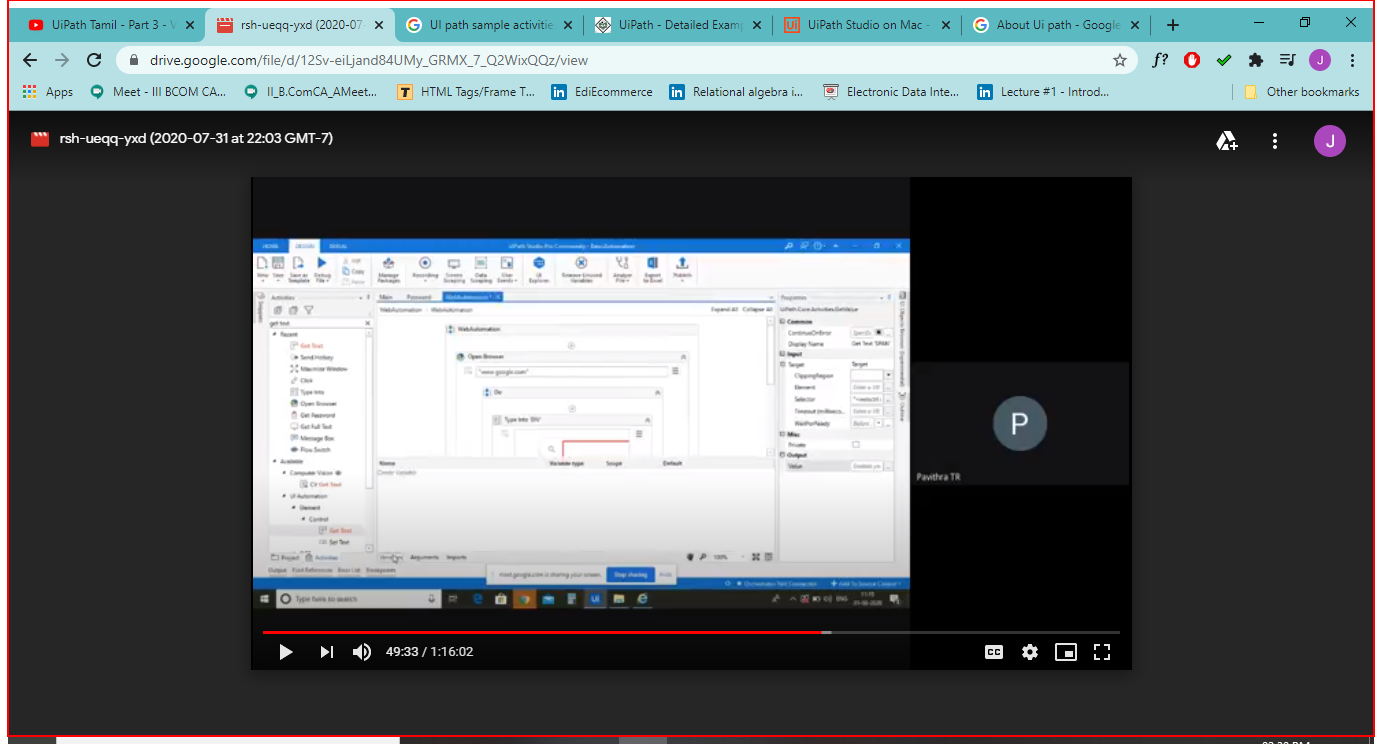 UiPath Tamil - Part 3 - V
rsh-ueqq-yxd (2020-07-
UI path sample activitie
UiPath - Detailed Examp
UiPath Studio on Mac -
About Ui path - Google
drive.google.com/file/d/12Sv-eiLjand84UMy_GRMX_7_Q2WixQQz/view
f?
J
Apps
Meet - III BCOM CA...
II_B.ComCA_AMeet...
HTML Tags/Frame T...
EdiEcommerce
Relational algebra i...
Electronic Data Inte...
Lecture #1 - Introd...
Other bookmarks
rsh-ueqq-yxd (2020-07-31 at 22:03 GMT-7)
J
HOME DESIGN DEBUG
UiPath Studio Pro Community - BasicAutomation
New Save Save as Template Debug File
Cut
Copy
Paste
Manage Packages
Recording
Screen Scraping
Data Scraping
User Events
UI Explorer
Remove Unused Variables
Analyze File
Export to Excel
Publish
Activities
Main Password WebAutomation
Properties
WebAutomation WebAutomation
Expand All Collapse All
UiPath.Core.Activities.GetValue
get text
Recent
Get Text
Send Hotkey
Maximize Window
Click
Type Into
Open Browser
Get Password
Get Full Text
Message Box
Flow Switch
Available
Computer Vision
CV Get Text
UI Automation
Element
Control
Get Text
Set Text
WebAutomation
Open Browser
"www.google.com"
Do
Type Into 'DIV'
Common
ContinueOnError
Display Name Get Text 'SPAN'
Input
Target Target
ClippingRegion
Element
Selector
WaitForReady
Misc
Private
Output
Value
Name Variable type Scope Default
Create Variable
Project Activities
Variables Arguments Imports
100%
Output Find References Error List Breakpoints
meet.google.com is sharing your screen.
Stop sharing
Hide
Orchestrator Not Connected
Add to Source Control
Type here to search
ENG
P
Pavithra TR
49:33 / 1:16:02
CC